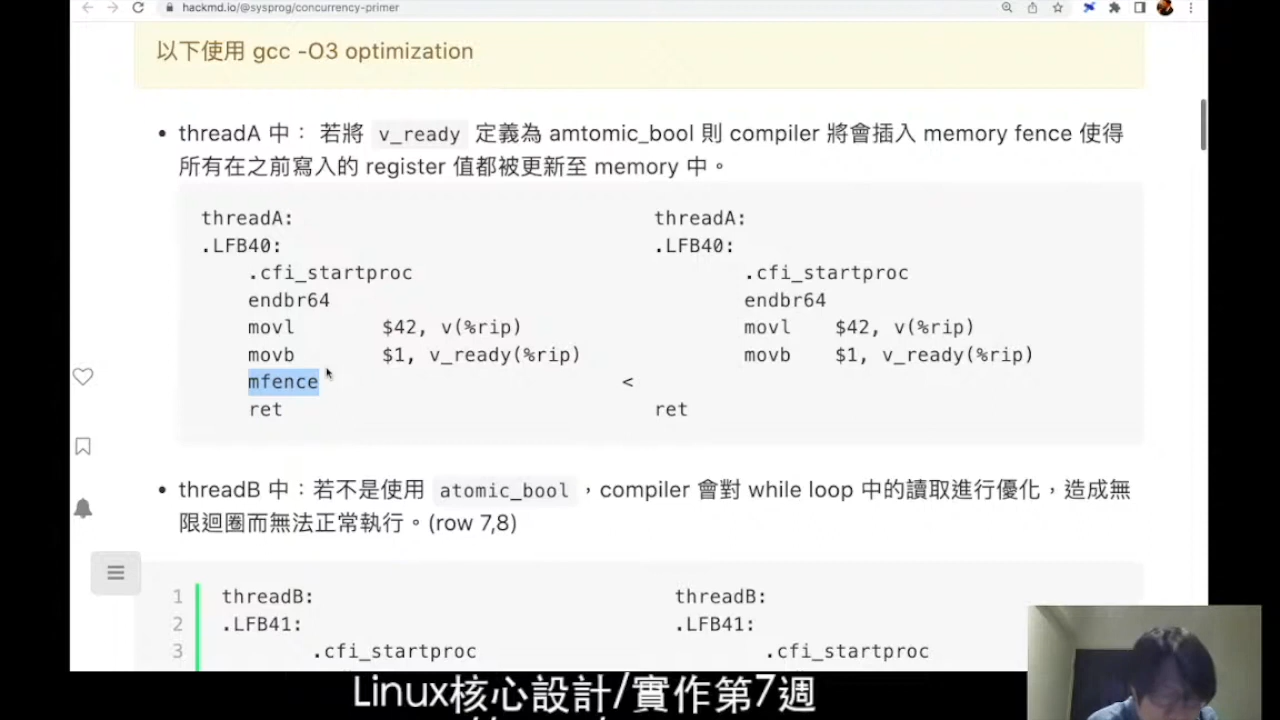 hackmd.io/@sysprog/concurrency-primer
以下使用 gcc -O3 optimization
• threadA 中： 若將 v_ready 定義為 amtomic_bool 則 compiler 將會插入 memory fence 使得
所有在之前寫入的 register 值都被更新至 memory 中。
threadA: threadA:
.LFB40: .LFB40:
.cfi_startproc .cfi_startproc
endbr64 endbr64
movl $42, v(%rip) movl $42, v(%rip)
movb $1, v_ready(%rip) movb $1, v_ready(%rip)
mfence <
ret ret
• threadB 中：若不是使用 atomic_bool ，compiler 會對 while loop 中的讀取進行優化，造成無
限迴圈而無法正常執行。(row 7,8)
1 threadB: threadB:
2 .LFB41: .LFB41:
3 .cfi_startproc .cfi_startproc
Linux核心設計/實作第7週